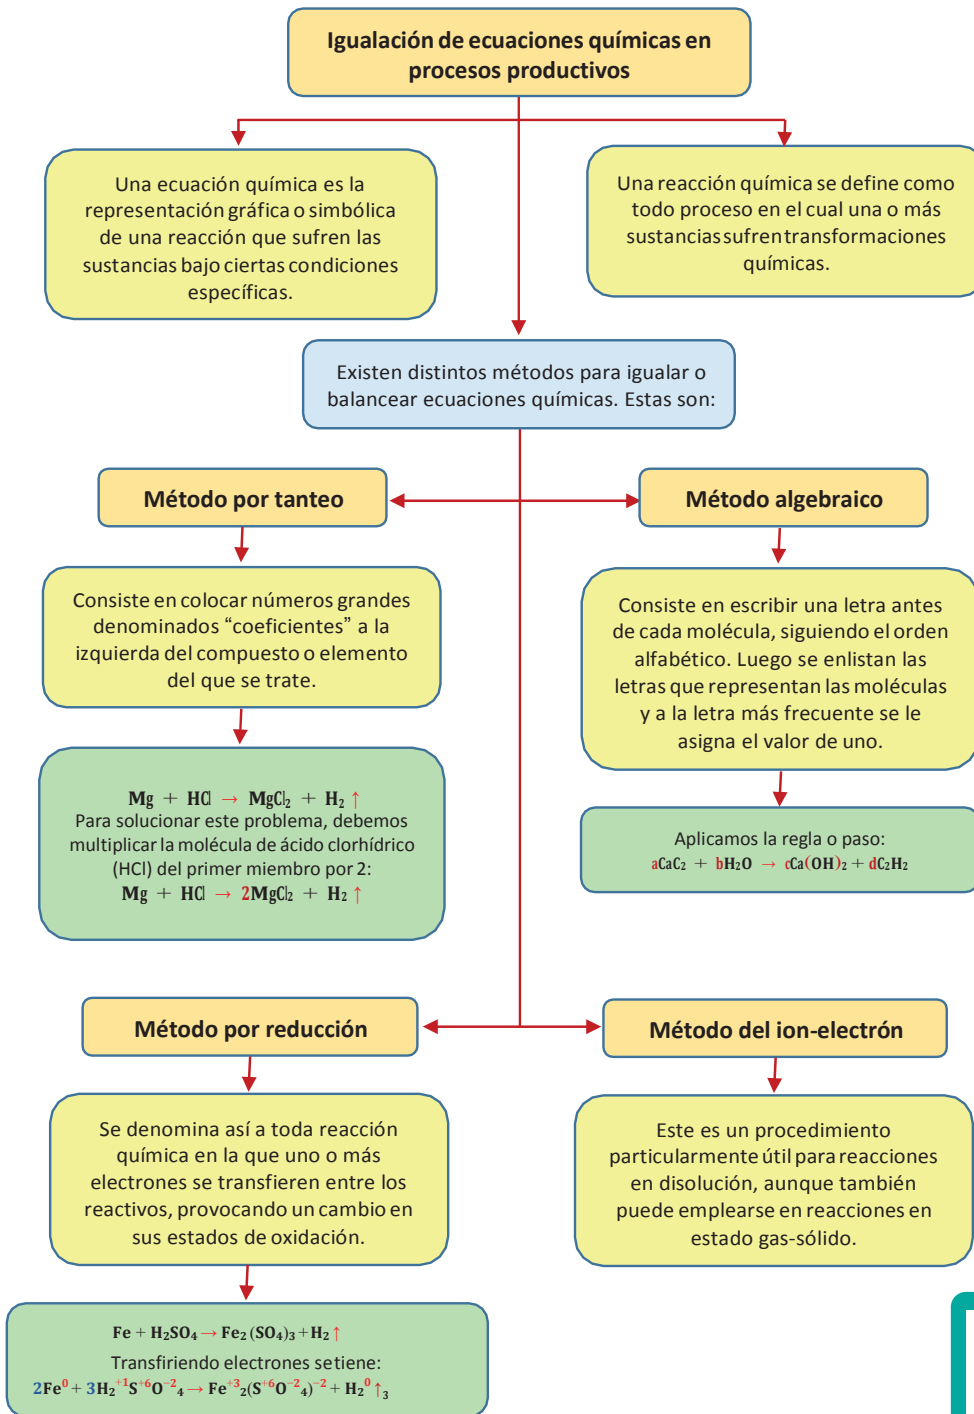 Igualación de ecuaciones químicas en
procesos productivos
Una ecuación química es la
representación gráfica o simbólica
de una reacción que sufren las
sustancias bajo ciertas condiciones
específicas.
Una reacción química se define como
todo proceso en el cual una o más
sustancias sufren transformaciones
químicas.
Existen distintos métodos para igualar o
balancear ecuaciones químicas. Estas son:
Método por tanteo
Método algebraico
Consiste en colocar números grandes
denominados “coeficientes” a la
izquierda del compuesto o elemento
del que se trate.
Consiste en escribir una letra antes
de cada molécula, siguiendo el orden
alfabético. Luego se enlistan las
letras que representan las moléculas
y a la letra más frecuente se le
asigna el valor de uno.
Mg + HCl → MgCl₂ + H₂ ↑
Para solucionar este problema, debemos
multiplicar la molécula de ácido clorhídrico
(HCl) del primer miembro por 2:
Mg + HCl → 2MgCl₂ + H₂ ↑
Aplicamos la regla o paso:
aCaC₂ + bH₂O → cCa(OH)₂ + dC₂H₂
Método por reducción
Método del ion-electrón
Se denomina así a toda reacción
química en la que uno o más
electrones se transfieren entre los
reactivos, provocando un cambio en
sus estados de oxidación.
Este es un procedimiento
particularmente útil para reacciones
en disolución, aunque también
puede emplearse en reacciones en
estado gas-sólido.
Fe + H₂SO₄ → Fe₂ (SO₄)₃ + H₂ ↑
Transfiriendo electrones se tiene:
2Fe⁰ + 3H₂⁺¹S⁺⁶O⁻²₄ → Fe⁺³₂(S⁺⁶O⁻²₄)⁻² + H₂⁰ ↑₃